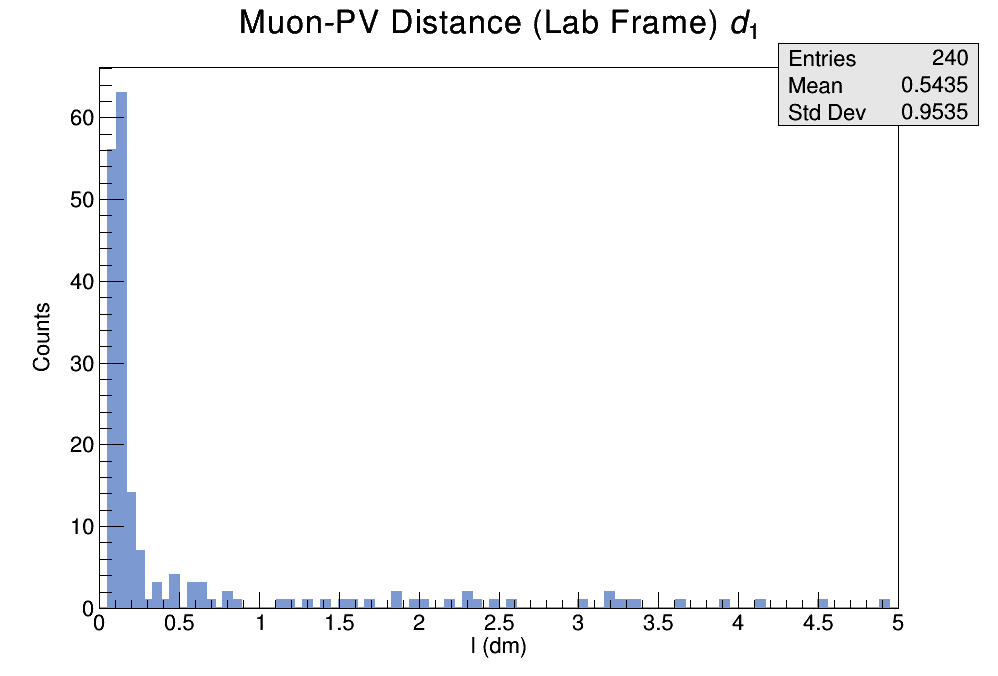 Muon-PV Distance (Lab Frame) d₁
Entries 240
Mean 0.5435
Std Dev 0.9535
60
50
40
30
20
10
0
Counts
0 0.5 1 1.5 2 2.5 3 3.5 4 4.5 5
l (dm)